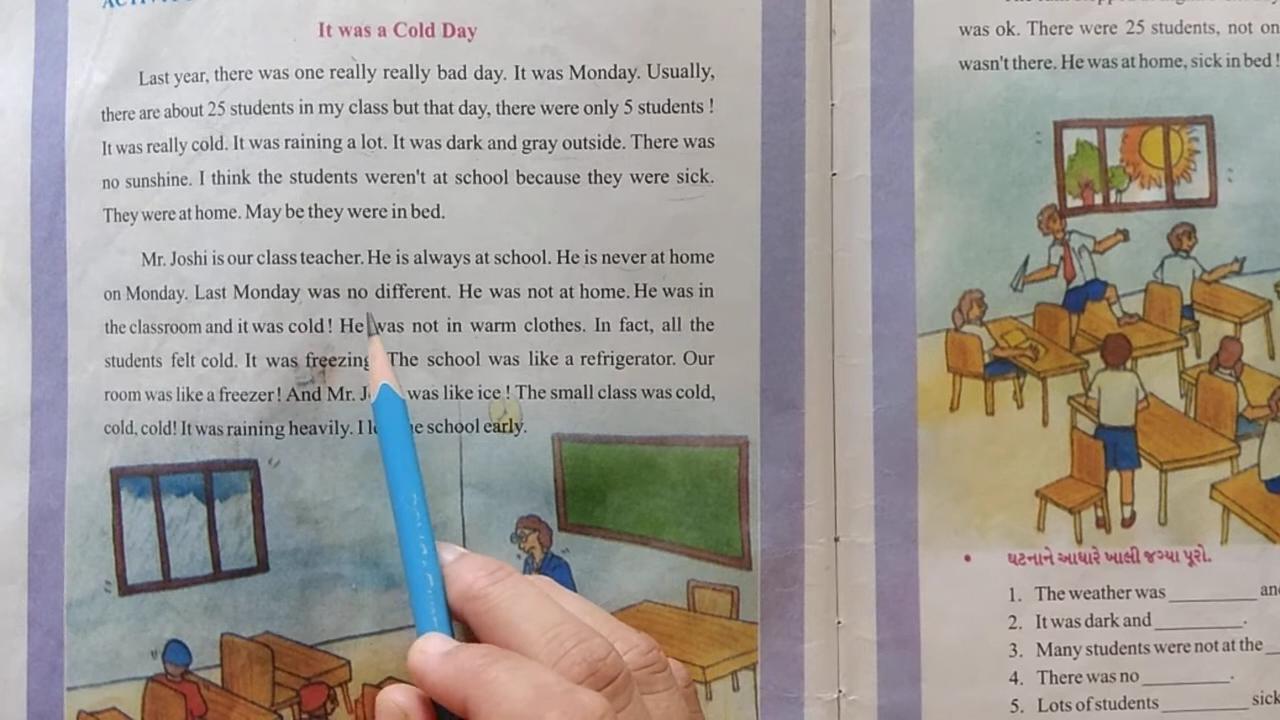 It was a Cold Day
Last year, there was one really really bad day. It was Monday. Usually,
there are about 25 students in my class but that day, there were only 5 students !
It was really cold. It was raining a lot. It was dark and gray outside. There was
no sunshine. I think the students weren't at school because they were sick.
They were at home. May be they were in bed.
Mr. Joshi is our class teacher. He is always at school. He is never at home
on Monday. Last Monday was no different. He was not at home. He was in
the classroom and it was cold ! He was not in warm clothes. In fact, all the
students felt cold. It was freezing The school was like a refrigerator. Our
room was like a freezer ! And Mr. was like ice ! The small class was cold,
cold, cold! It was raining heavily. I school early.
was ok. There were 25 students, not
wasn't there. He was at home, sick in bed !
• ઘટનાને આધારે ખાલી જગ્યા પૂરો.
1. The weather was ________
2. It was dark and ________.
3. Many students were not at the
4. There was no ________.
5. Lots of students ________ sick